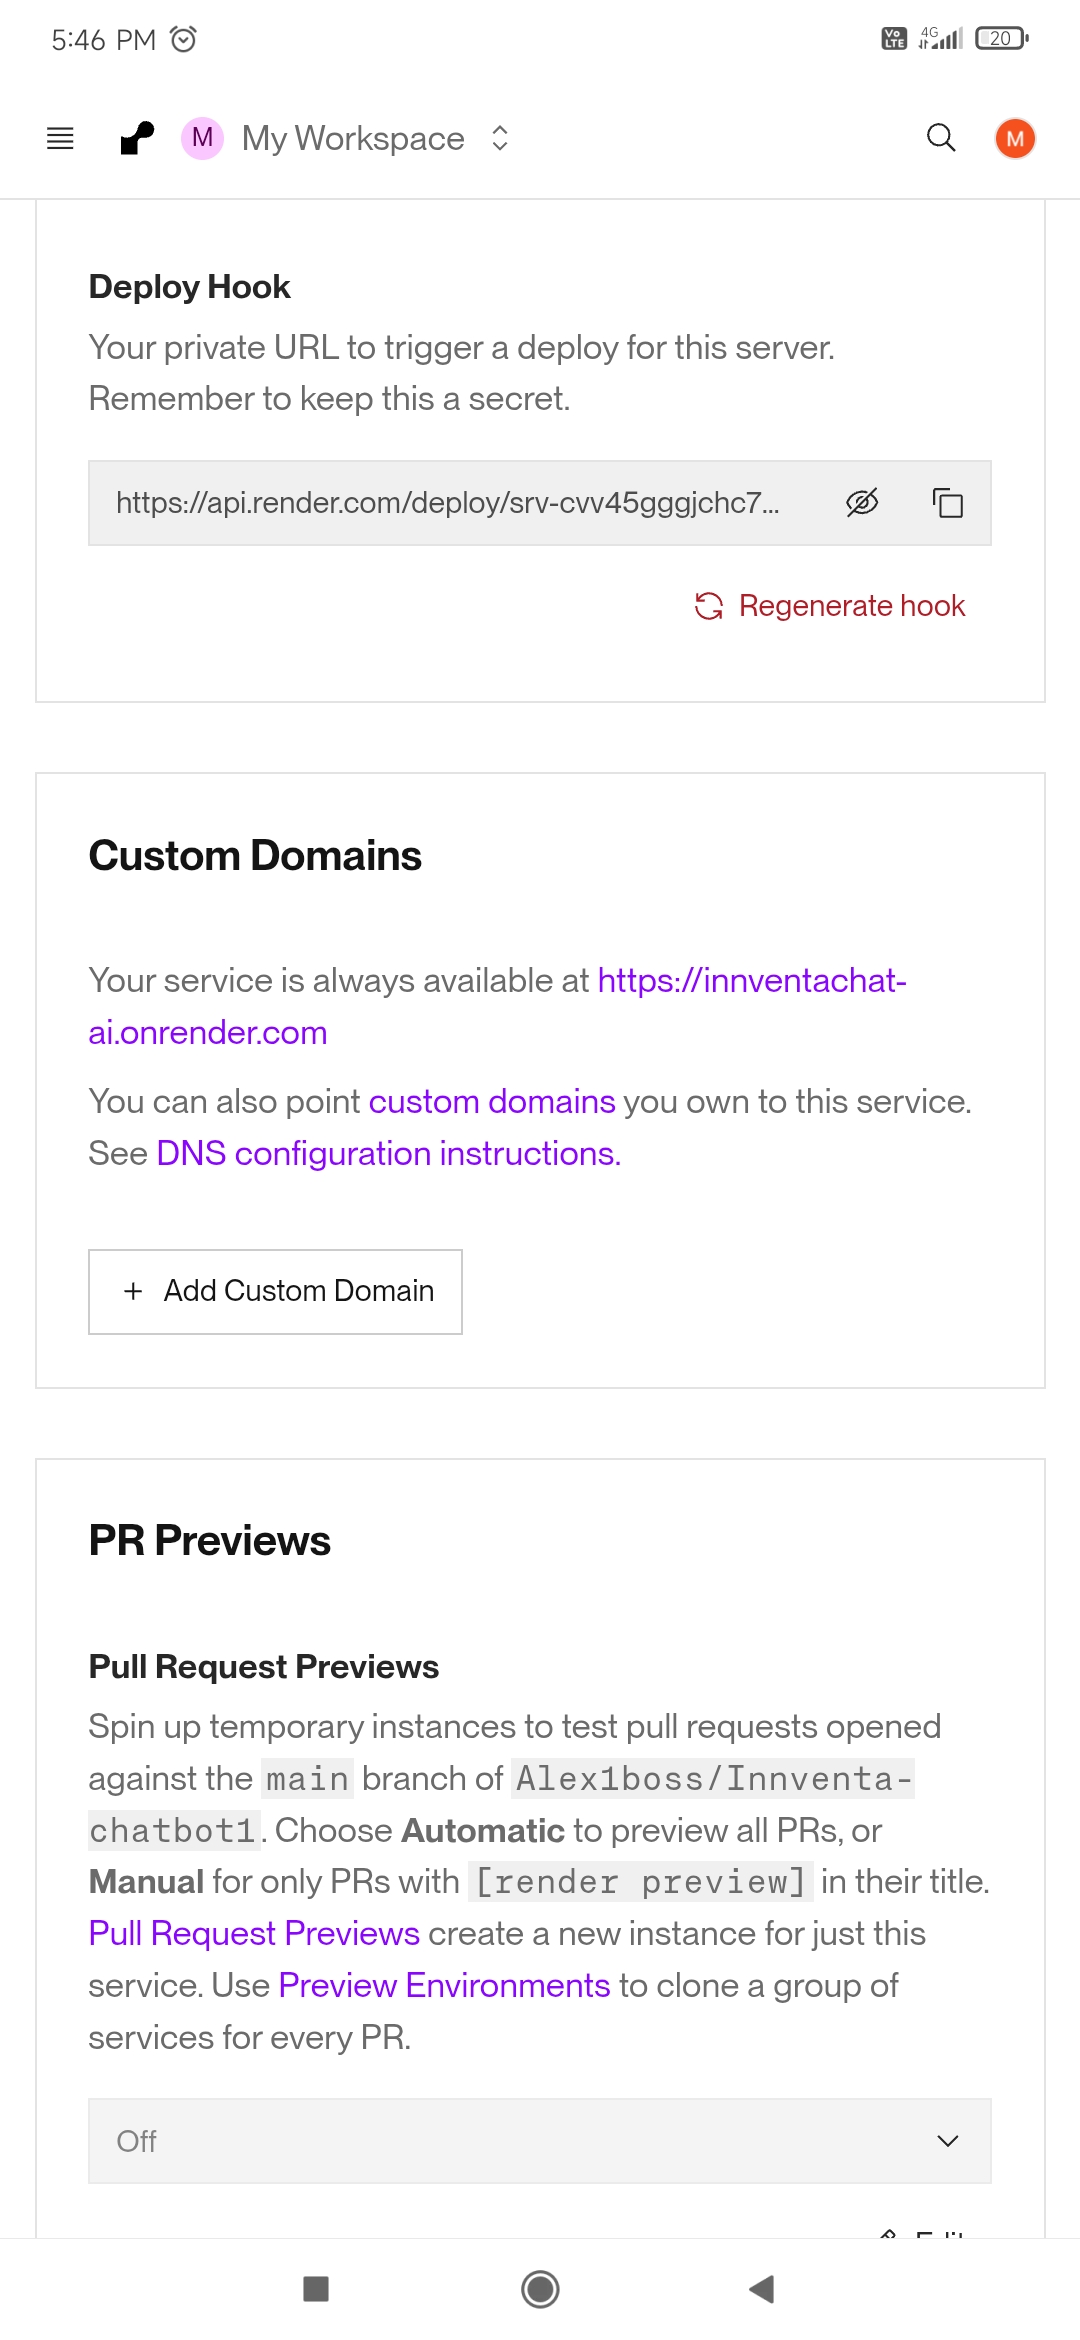 5:46 PM
Vo LTE 4G 20
M My Workspace M
Deploy Hook
Your private URL to trigger a deploy for this server.
Remember to keep this a secret.
https://api.render.com/deploy/srv-cvv45gggjchc7...
Regenerate hook
Custom Domains
Your service is always available at https://innventachat-
ai.onrender.com
You can also point custom domains you own to this service.
See DNS configuration instructions.
+ Add Custom Domain
PR Previews
Pull Request Previews
Spin up temporary instances to test pull requests opened
against the main branch of Alex1boss/Innventa-
chatbot1. Choose Automatic to preview all PRs, or
Manual for only PRs with [render preview] in their title.
Pull Request Previews create a new instance for just this
service. Use Preview Environments to clone a group of
services for every PR.
Off
Edit